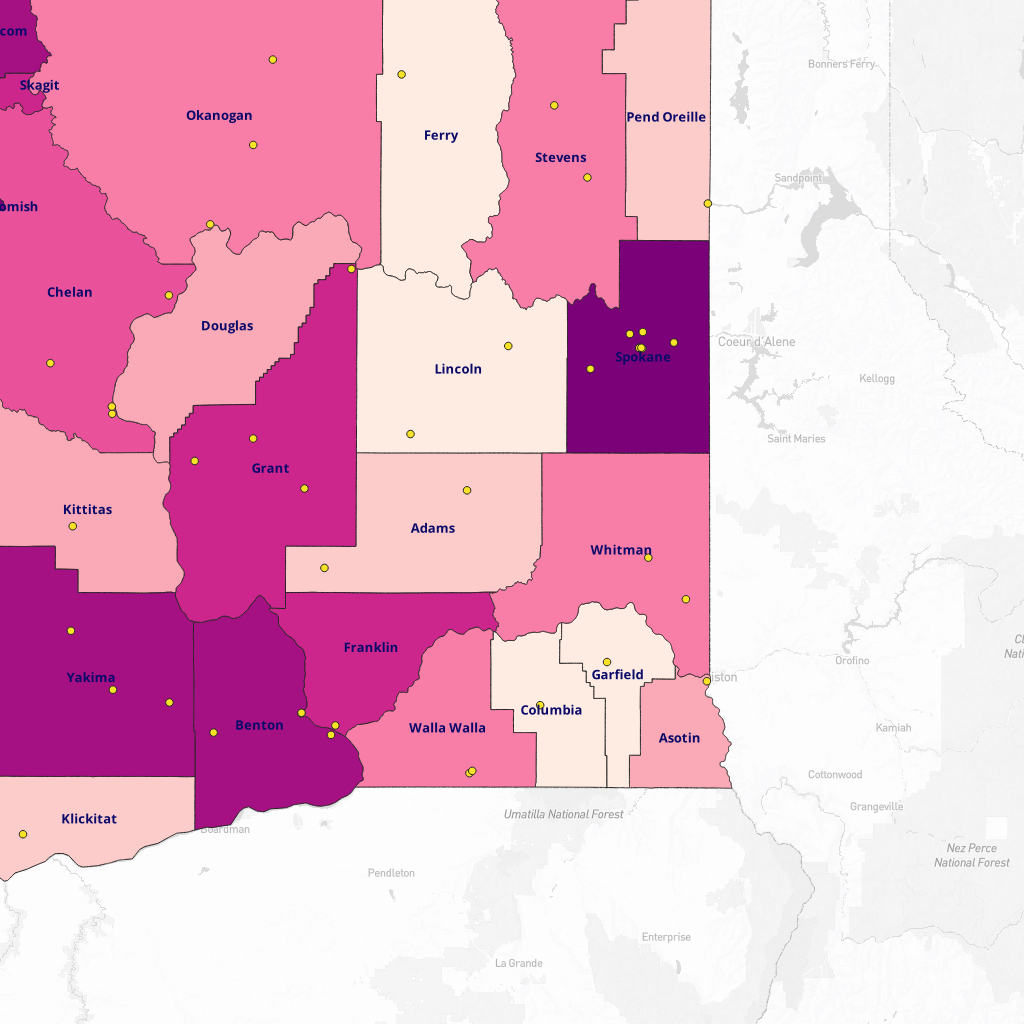 com
Bonners Ferry
Skagit
Okanogan
Pend Oreille
Ferry
Stevens
Sandpoint
omish
Chelan
Douglas
Coeur d'Alene
Spokane
Lincoln
Kellogg
Saint Maries
Grant
Kittitas
Adams
Whitman
Franklin
Oroﬁno
Garfield
Yakima
iston
Columbia
Benton
Walla Walla
Kamiah
Asotin
Cottonwood
Grangeville
Umatilla National Forest
Klickitat
Boardman
Nez Perce
National Forest
Pendleton
Enterprise
La Grande
Cl
Nati